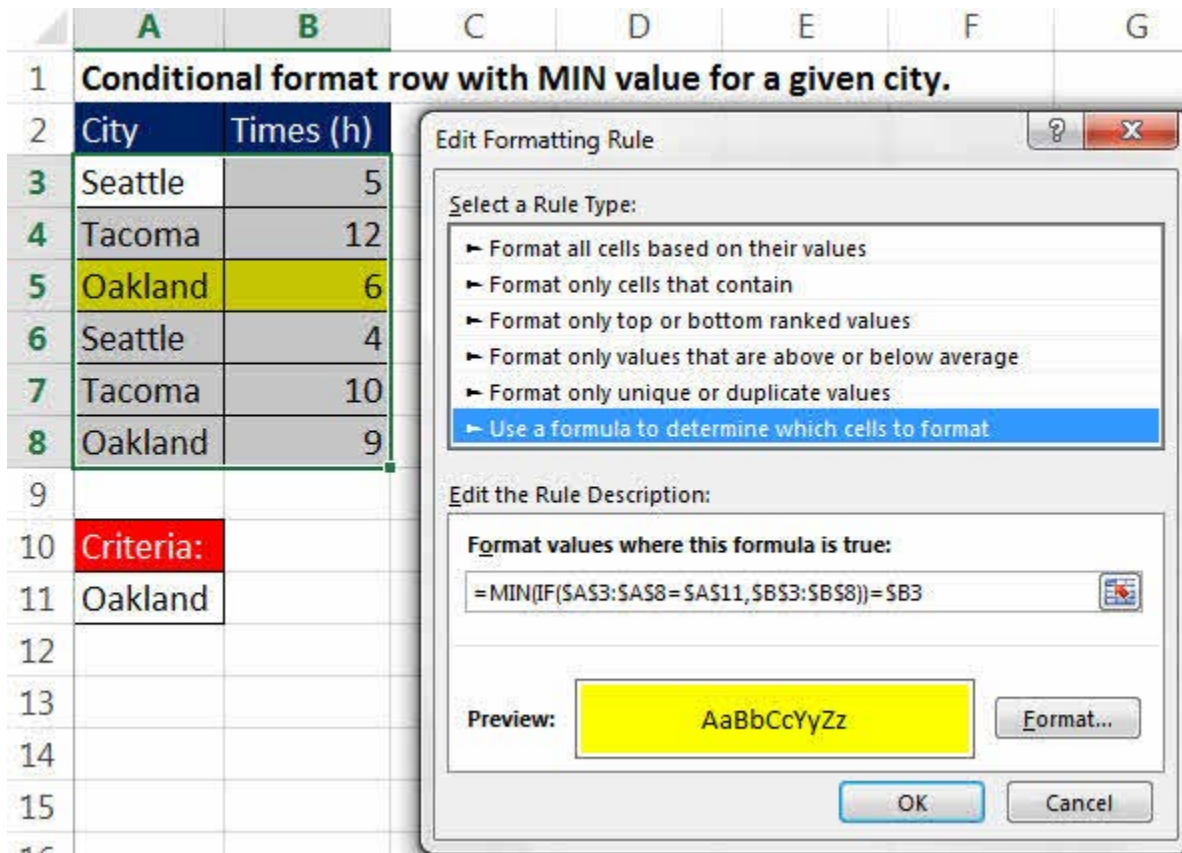 A B C D E F G
1 Conditional format row with MIN value for a given city.
2 City Times (h)
3 Seattle 5
4 Tacoma 12
5 Oakland 6
6 Seattle 4
7 Tacoma 10
8 Oakland 9
9
10 Criteria:
11 Oakland
12
13
14
15
16
Edit Formatting Rule
?
X
Select a Rule Type:
► Format all cells based on their values
► Format only cells that contain
► Format only top or bottom ranked values
► Format only values that are above or below average
► Format only unique or duplicate values
► Use a formula to determine which cells to format
Edit the Rule Description:
Format values where this formula is true:
=MIN(IF($A$3:$A$8=$A$11,$B$3:$B$8))=$B3
Preview: AaBbCcYyZz Format...
OK Cancel